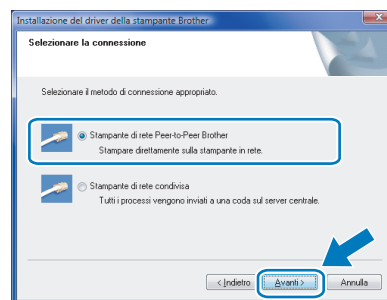 Installazione del driver della stampante Brother
Selezionare la connessione
Selezionare il metodo di connessione appropriato.
Stampante di rete Peer-to-Peer Brother
Stampare direttamente sulla stampante in rete.
Stampante di rete condivisa
Tutti i processi vengono inviati a una coda sul server centrale.
< Indietro Avanti > Annulla